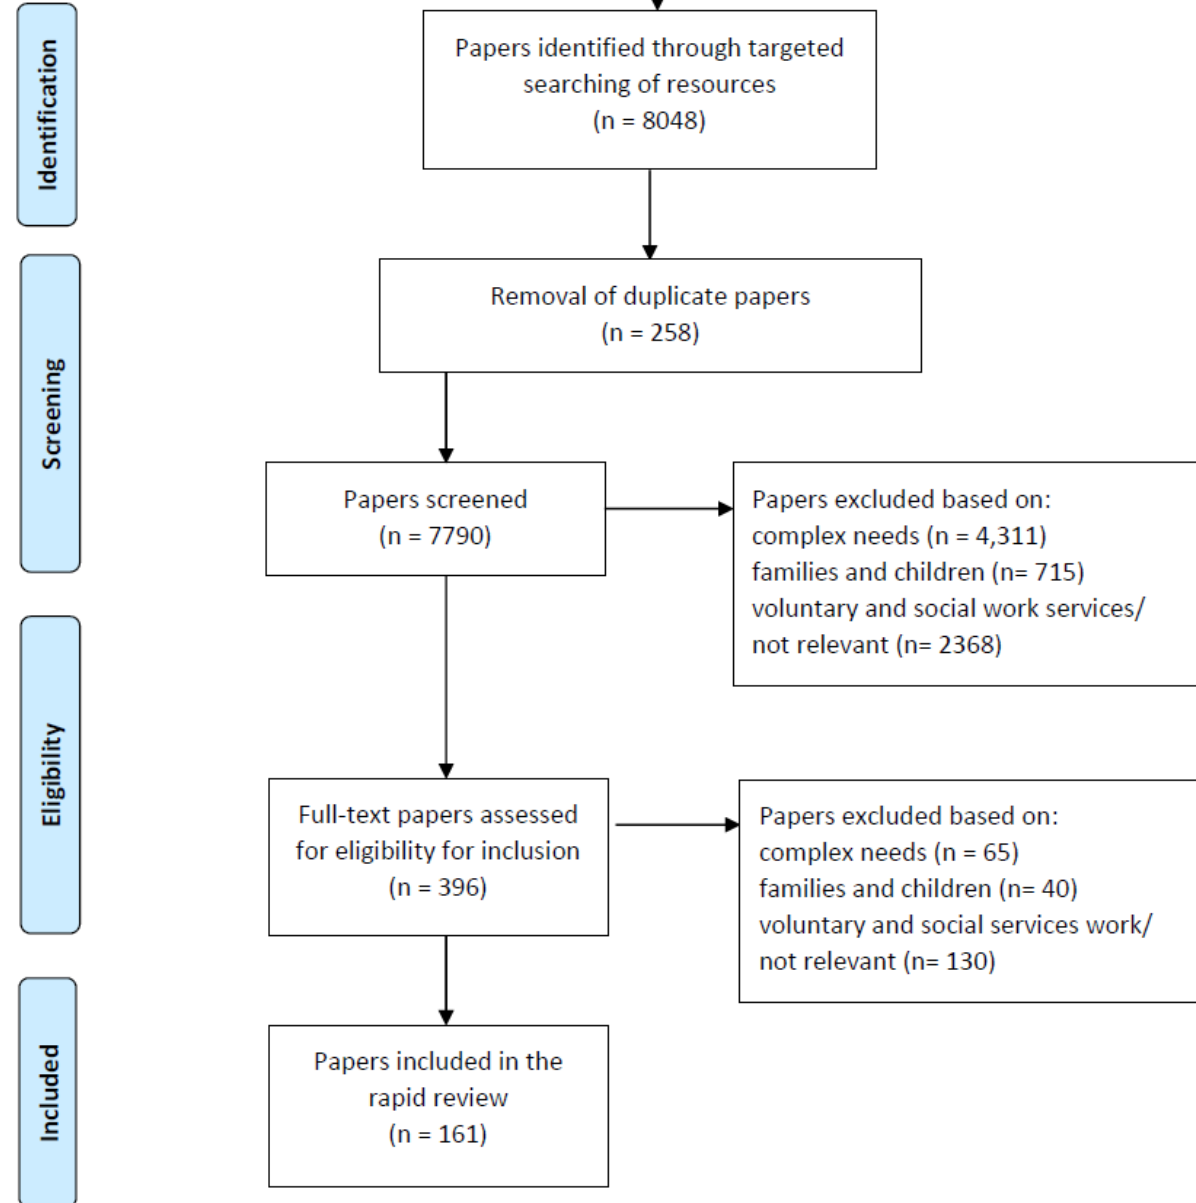 Identification
Papers identified through targeted
searching of resources
(n = 8048)
Screening
Removal of duplicate papers
(n = 258)
Papers screened
(n = 7790)
Papers excluded based on:
complex needs (n = 4,311)
families and children (n= 715)
voluntary and social work services/
not relevant (n= 2368)
Eligibility
Full-text papers assessed
for eligibility for inclusion
(n = 396)
Papers excluded based on:
complex needs (n = 65)
families and children (n= 40)
voluntary and social services work/
not relevant (n= 130)
Included
Papers included in the
rapid review
(n = 161)